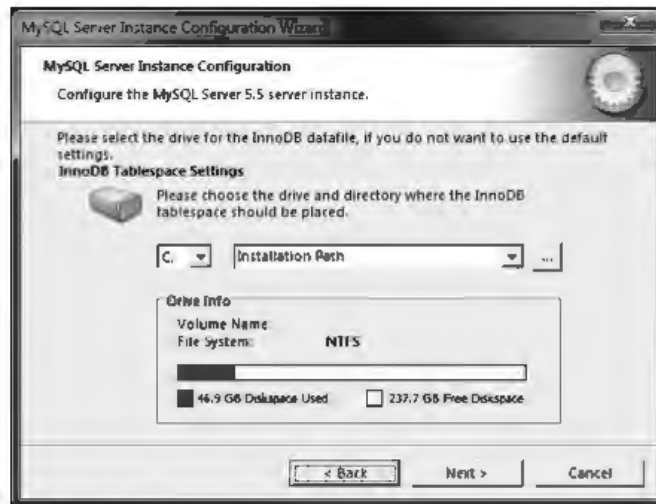 MySQL Server Instance Configuration Wizard
MySQL Server Instance Configuration
Configure the MySQL Server 5.5 server instance.
Please select the drive for the InnoDB datafile, if you do not want to use the default
settings.
InnoDB Tablespace Settings
Please choose the drive and directory where the InnoDB
tablespace should be placed.
C: Installation Path ...
Drive Info
Volume Name:
File System: NTFS
46.9 GB Diskspace Used 237.7 GB Free Diskspace
< Back Next > Cancel